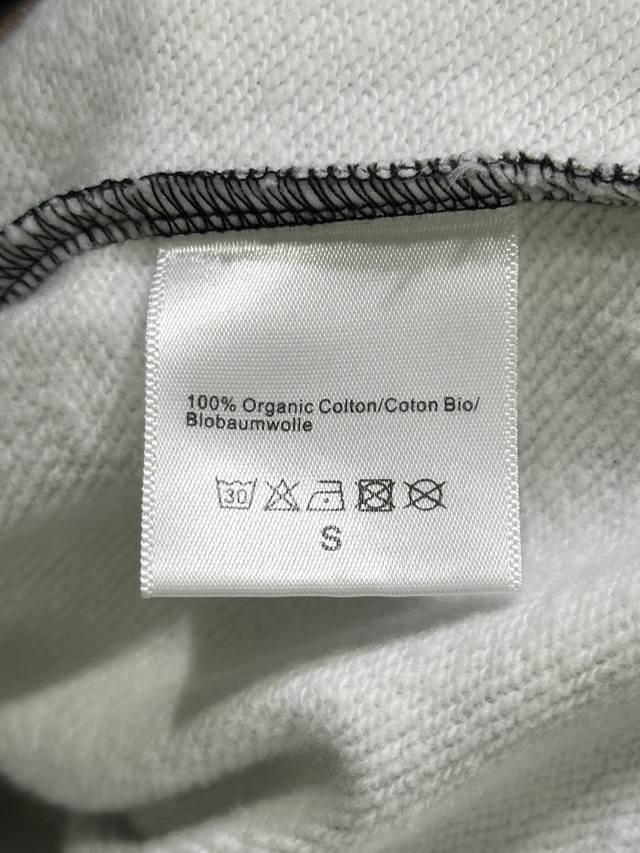 100% Organic Colton/Coton Bio/
Blobaumwolle
30
S